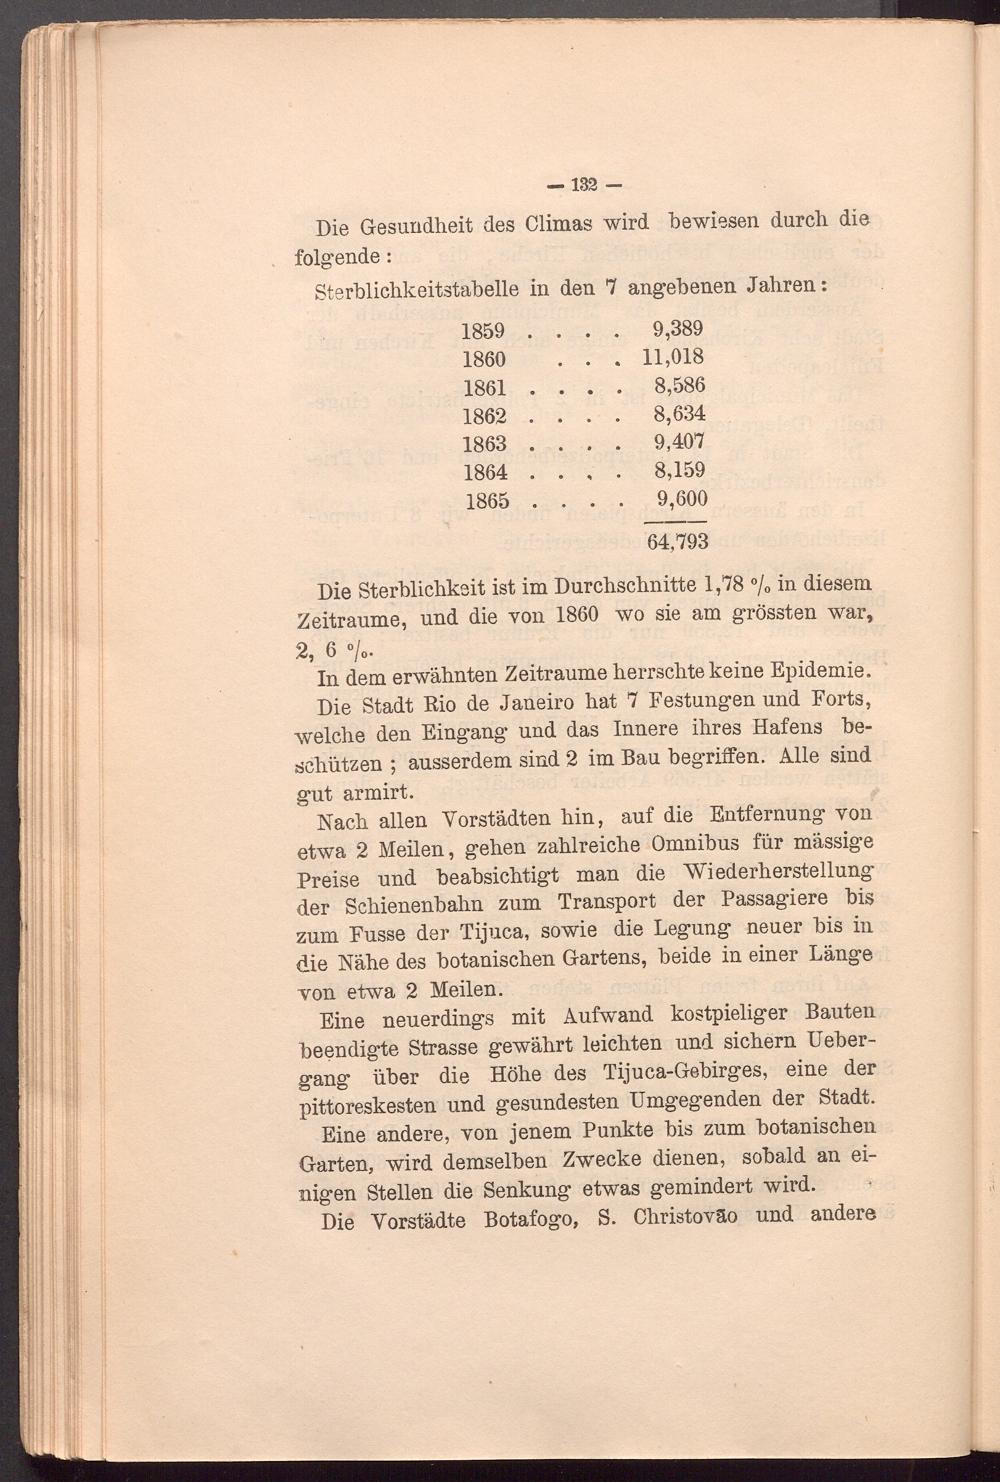 — 132 —
Die Gesundheit des Climas wird bewiesen durch die
folgende :
Sterblichkeitstabelle in den 7 angebenen Jahren :
1859 . . . . 9,389
1860 . . . 11,018
1861 . . . . 8,586
1862 . . . . 8,634
1863 . . . . 9,407
1864 . . . . 8,159
1865 . . . . 9,600
64,793
Die Sterblichkeit ist im Durchschnitte 1,78 % in diesem
Zeitraume, und die von 1860 wo sie am grössten war,
2, 6 %.
In dem erwähnten Zeitraume herrschte keine Epidemie.
Die Stadt Rio de Janeiro hat 7 Festungen und Forts,
welche den Eingang und das Innere ihres Hafens be-
schützen ; ausserdem sind 2 im Bau begriffen. Alle sind
gut armirt.
Nach allen Vorstädten hin, auf die Entfernung von
etwa 2 Meilen, gehen zahlreiche Omnibus für mässige
Preise und beabsichtigt man die Wiederherstellung
der Schienenbahn zum Transport der Passagiere bis
zum Fusse der Tijuca, sowie die Legung neuer bis in
die Nähe des botanischen Gartens, beide in einer Länge
von etwa 2 Meilen.
Eine neuerdings mit Aufwand kostpieliger Bauten
beendigte Strasse gewährt leichten und sichern Ueber-
gang über die Höhe des Tijuca-Gebirges, eine der
pittoreskesten und gesundesten Umgegenden der Stadt.
Eine andere, von jenem Punkte bis zum botanischen
Garten, wird demselben Zwecke dienen, sobald an ei-
nigen Stellen die Senkung etwas gemindert wird.
Die Vorstädte Botafogo, S. Christovão und andere